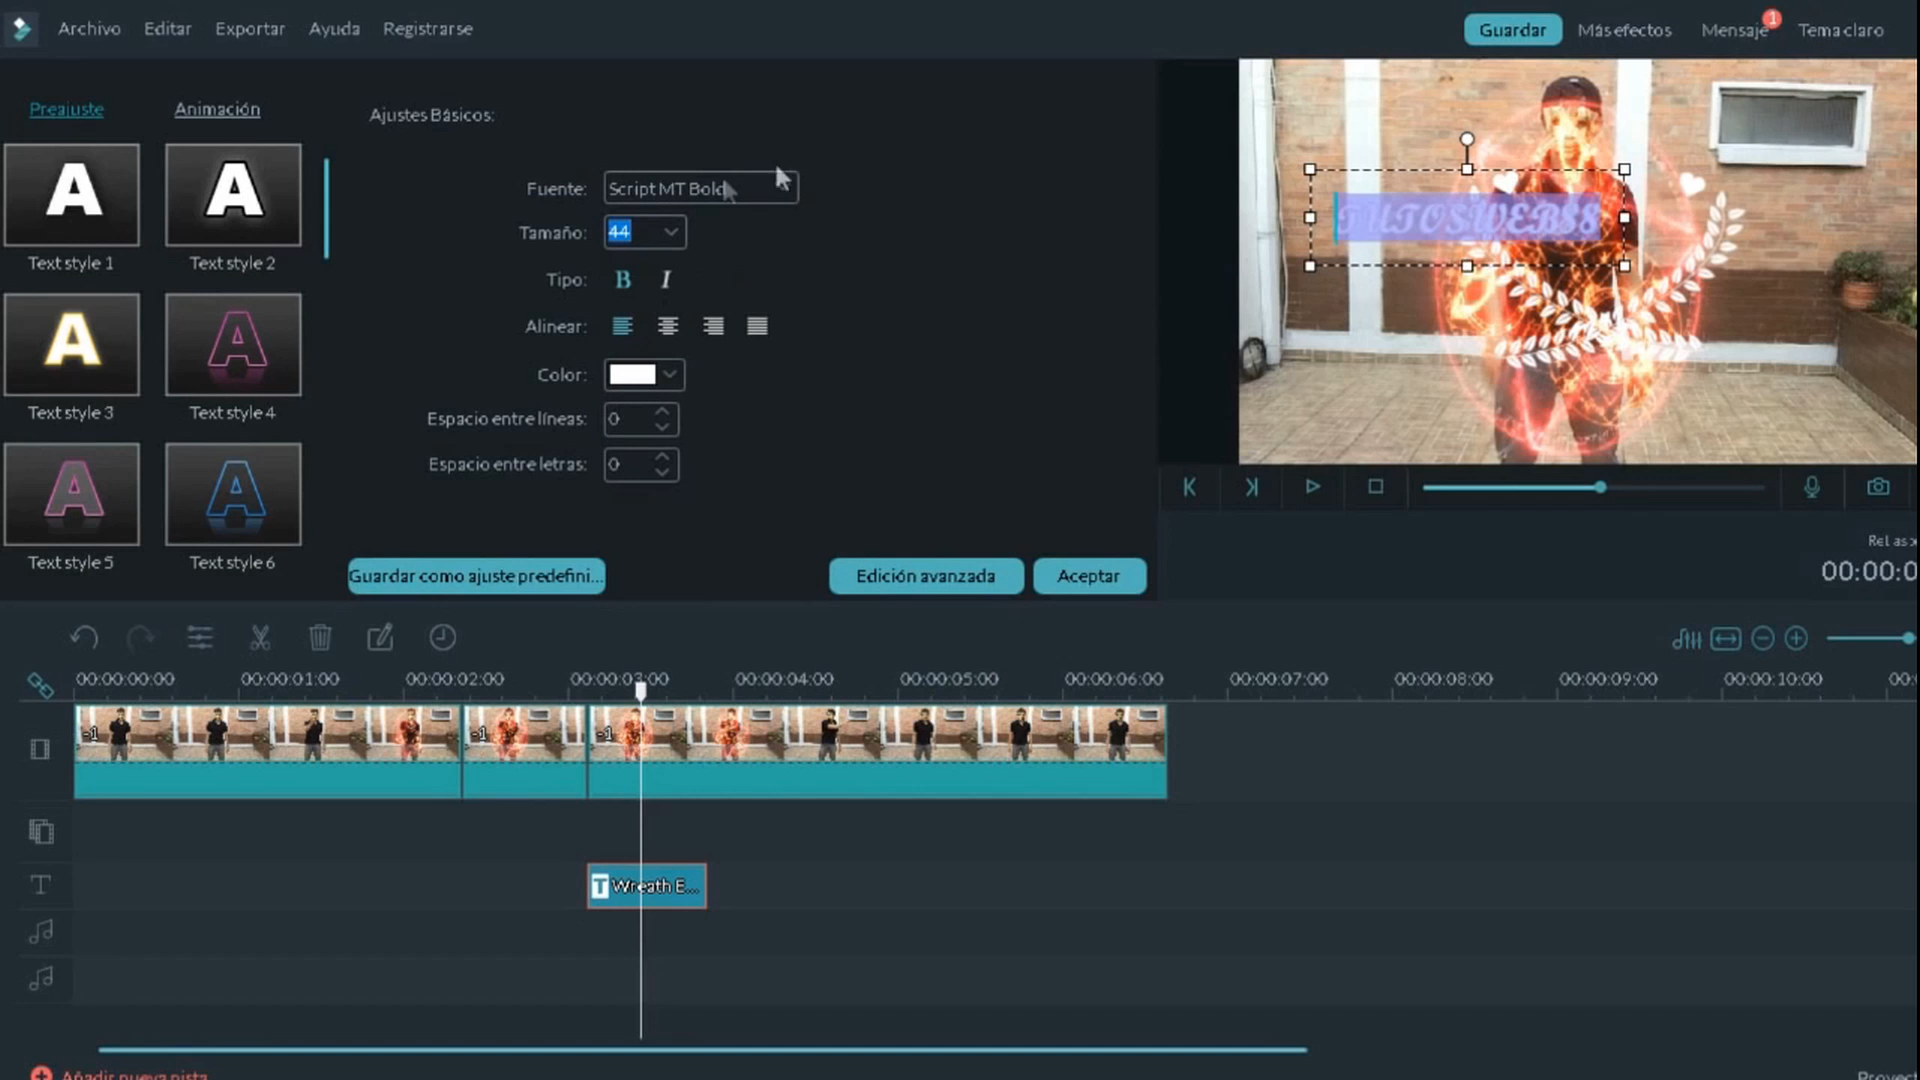 Archivo Editar Exportar Ayuda Registrarse
Guardar Más efectos Mensaje 1 Tema claro
Preajuste Animación
Ajustes Básicos:
A A
Text style 1 Text style 2
A A
Text style 3 Text style 4
A A
Text style 5 Text style 6
Fuente: Script MT Bold
Tamaño: 44
Tipo: B I
Alinear:
Color:
Espacio entre líneas: 0
Espacio entre letras: 0
Guardar como ajuste predefini...
Edición avanzada Aceptar
TUTOSWEB88
00:00:0
00:00:00:00 00:00:01:00 00:00:02:00 00:00:03:00 00:00:04:00 00:00:05:00 00:00:06:00 00:00:07:00 00:00:08:00 00:00:09:00 00:00:10:00 00:
-1 -1 -1
T
T Wreath E...
Añadir nueva pista